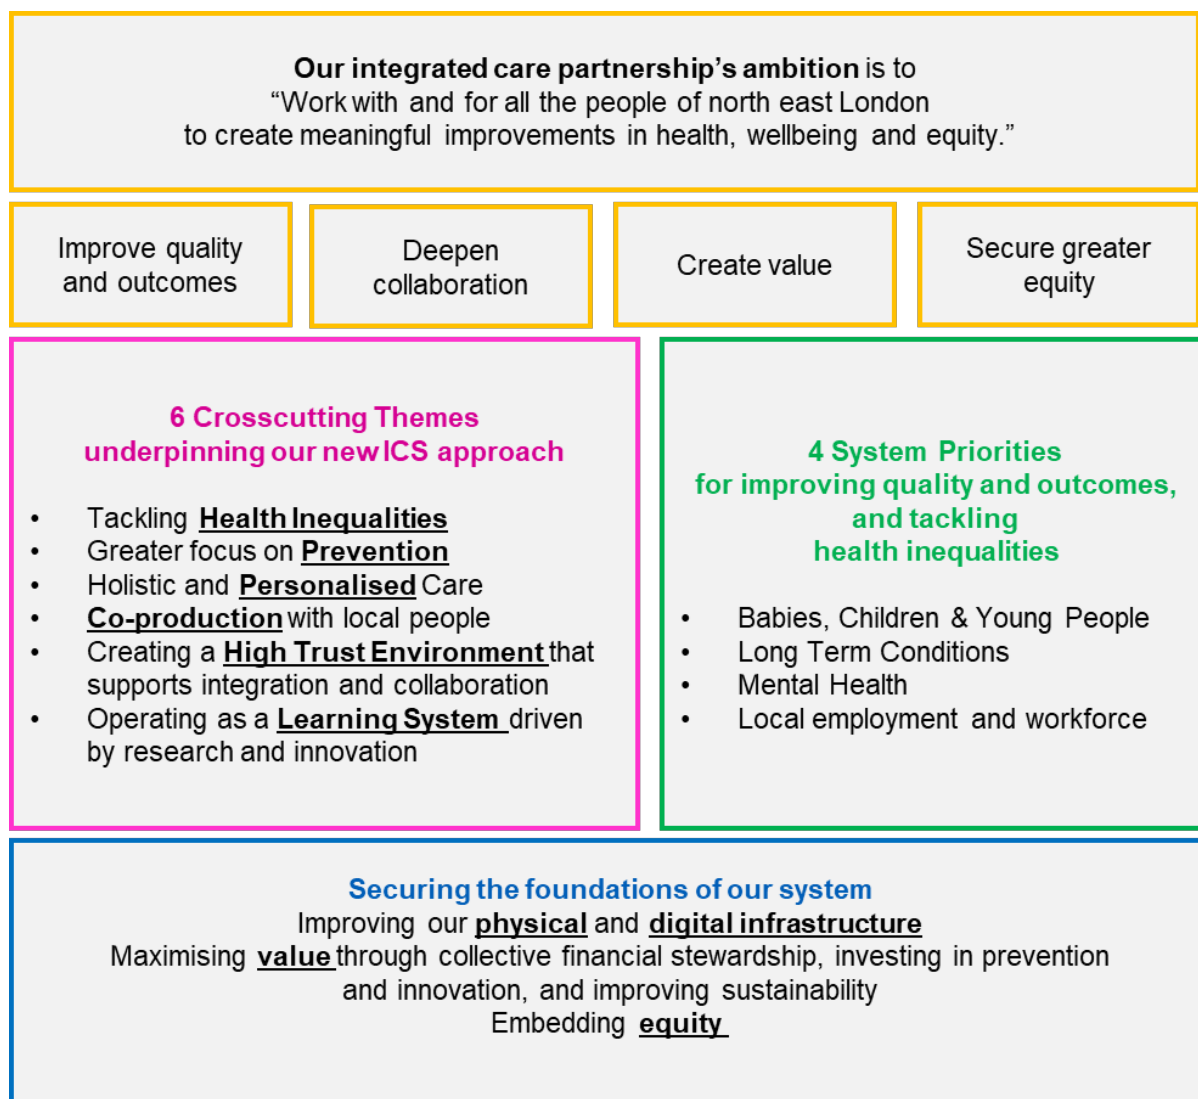 Our integrated care partnership’s ambition is to
“Work with and for all the people of north east London
to create meaningful improvements in health, wellbeing and equity.”
Improve quality
and outcomes
Deepen
collaboration
Create value
Secure greater
equity
6 Crosscutting Themes
underpinning our new ICS approach
• Tackling Health Inequalities
• Greater focus on Prevention
• Holistic and Personalised Care
• Co-production with local people
• Creating a High Trust Environment that
supports integration and collaboration
• Operating as a Learning System driven
by research and innovation
4 System Priorities
for improving quality and outcomes,
and tackling
health inequalities
• Babies, Children & Young People
• Long Term Conditions
• Mental Health
• Local employment and workforce
Securing the foundations of our system
Improving our physical and digital infrastructure
Maximising value through collective financial stewardship, investing in prevention
and innovation, and improving sustainability
Embedding equity